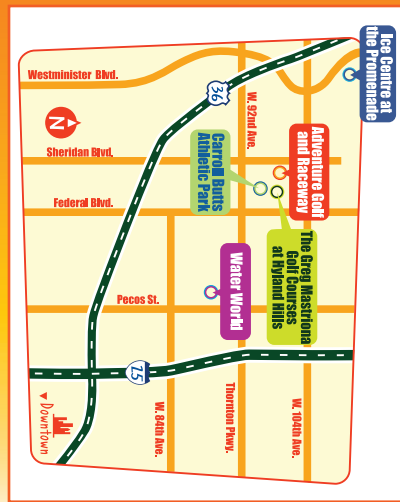 Ice Centre at
the Promenade
Westminister Blvd.
36
W. 92nd Ave.
N
Sheridan Blvd.
Adventure Golf
and Raceway
Carroll Butts
Athletic Park
Federal Blvd.
The Greg Mastriona
Golf Courses
at Hyland Hills
Water World
Pecos St.
25
Downtown
W. 84th Ave.
Thornton Pkwy.
W. 104th Ave.